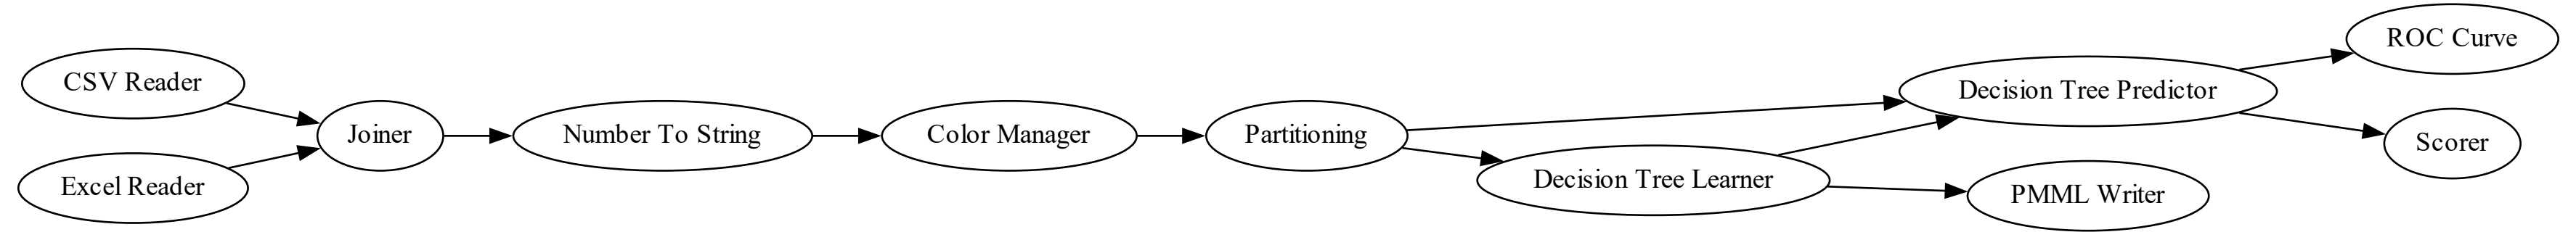 CSV Reader
Excel Reader
Joiner
Number To String
Color Manager
Partitioning
Decision Tree Learner
Decision Tree Predictor
PMML Writer
ROC Curve
Scorer